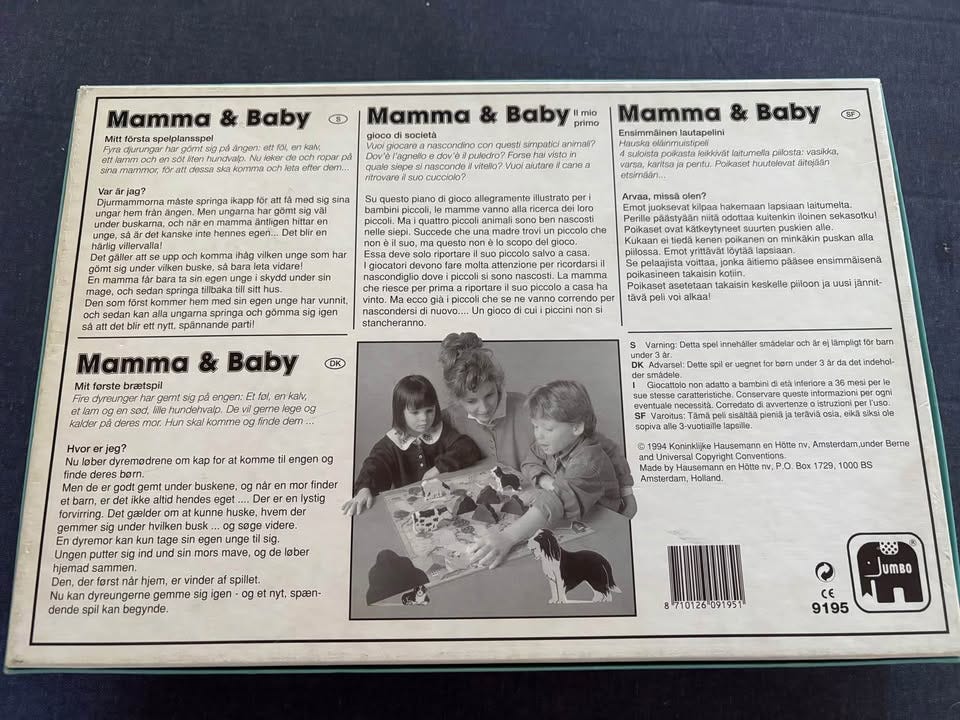 Mamma & Baby S
Mitt första spelplansspel
Fyra djurungar har gömt sig på ängen: ett föl, en kalv,
ett lamm och en söt liten hundvalp. Nu leker de och ropar på
sina mammor, för att dessa ska komma och leta efter dem...
Var är jag?
Djurmammorna måste springa ikapp för att få med sig sina
ungar hem från ängen. Men ungarna har gömt sig väl
under buskarna, och när en mamma äntligen hittar en
unge, så är det kanske inte hennes egen... Det blir en
härlig villervalla!
Det gäller att se upp och komma ihåg vilken unge som har
gömt sig under vilken buske, så bara leta vidare!
En mamma får bara ta sin egen unge i skydd under sin
mage, och sedan springa tillbaka till sitt hus.
Den som först kommer hem med sin egen unge har vunnit,
och sedan kan alla ungarna springa och gömma sig igen
så att det blir ett nytt, spännande parti!
Mamma & Baby Il mio
primo
gioco di società
Vuoi giocare a nascondino con questi simpatici animali?
Dov'è l'agnello e dov'è il puledro? Forse hai visto in
quale siepe si nasconde il vitello? Vuoi aiutare il cane a
ritrovare il suo cucciolo?
Su questo piano di gioco allegramente illustrato per i
bambini piccoli, le mamme vanno alla ricerca dei loro
piccoli. Ma i quattro piccoli animali sono ben nascosti
nelle siepi. Succede che una madre trovi un piccolo che
non è il suo, ma questo non è lo scopo del gioco.
Essa deve solo riportare il suo piccolo salvo a casa.
I giocatori devono fare molta attenzione per ricordarsi il
nascondiglio dove i piccoli si sono nascosti. La mamma
che riesce per prima a riportare il suo piccolo a casa ha
vinto. Ma ecco già i piccoli che se ne vanno correndo per
nascondersi di nuovo.... Un gioco di cui i piccini non si
stancheranno.
Mamma & Baby SF
Ensimmäinen lautapelini
Hauska eläinmuistipeli
4 suloista poikasta leikkivät laitumella piilosta: vasikka,
varsa, karitsa ja pentu. Poikaset huutelevat äitejään
etsimään...
Arvaa, missä olen?
Emot juoksevat kilpaa hakemaan lapsiaan laitumelta.
Perille päästyään niitä odottaa kuitenkin iloinen sekasotku!
Poikaset ovat kätkeytyneet suurten puskien alle.
Kukaan ei tiedä kenen poikanen on minkäkin puskan alla
piilossa. Emot yrittävät löytää lapsiaan.
Se pelaajista voittaa, jonka äitiemo pääsee ensimmäisenä
poikasineen takaisin kotiin.
Poikaset asetetaan takaisin keskelle piiloon ja uusi jännit-
tävä peli voi alkaa!
Mamma & Baby DK
Mit første brætspil
Fire dyreunger har gemt sig på engen: Et føl, en kalv,
et lam og en sød, lille hundehvalp. De vil gerne lege og
kalder på deres mor. Hun skal komme og finde dem ...
Hvor er jeg?
Nu løber dyremødrene om kap for at komme til engen og
finde deres børn.
Men de er godt gemt under buskene, og når en mor finder
et barn, er det ikke altid hendes eget .... Der er en lystig
forvirring. Det gælder om at kunne huske, hvem der
gemmer sig under hvilken busk ... og søge videre.
En dyremor kan kun tage sin egen unge til sig.
Ungen putter sig ind und sin mors mave, og de løber
hjemad sammen.
Den, der først når hjem, er vinder af spillet.
Nu kan dyreungerne gemme sig igen - og et nyt, spæn-
dende spil kan begynde.
S Varning: Detta spel innehåller smådelar och är ej lämpligt för barn
under 3 år.
DK Advarsel: Dette spil er uegnet for børn under 3 år da det indehol-
der smådele.
I Giocattolo non adatto a bambini di età inferiore a 36 mesi per le
sue stesse caratteristiche. Conservare queste informazioni per ogni
eventuale necessità. Corredato di avvertenze o istruzioni per l'uso.
SF Varoitus: Tämä peli sisältää pieniä ja teräviä osia, eikä siksi ole
sopiva alle 3-vuotiaille lapsille.
© 1994 Koninklijke Hausemann en Hötte nv, Amsterdam,under Berne
and Universal Copyright Conventions.
Made by Hausemann en Hötte nv, P.O. Box 1729, 1000 BS
Amsterdam, Holland.
8 710126 091951
CE
9195
JUMBO
®